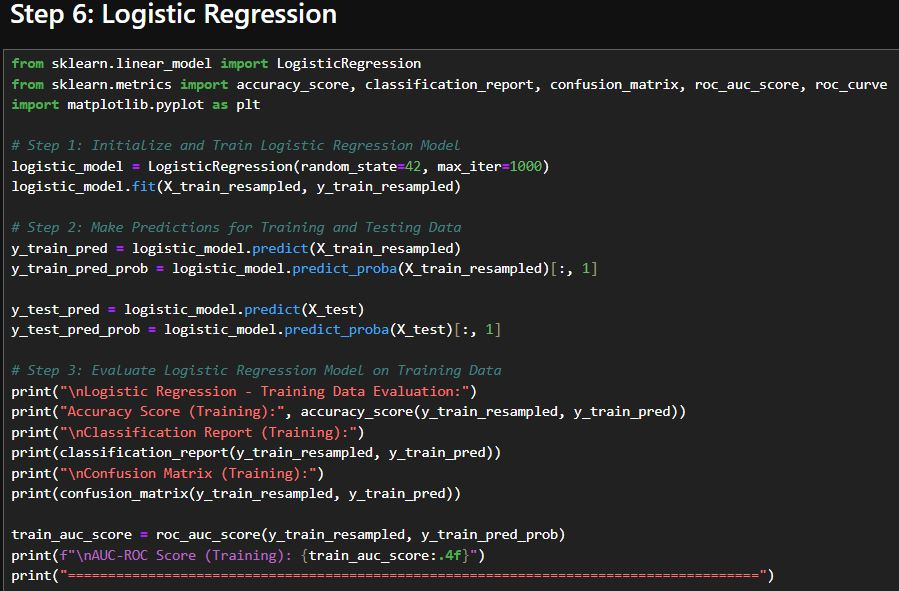 Step 6: Logistic Regression
from sklearn.linear_model import LogisticRegression
from sklearn.metrics import accuracy_score, classification_report, confusion_matrix, roc_auc_score, roc_curve
import matplotlib.pyplot as plt
# Step 1: Initialize and Train Logistic Regression Model
logistic_model = LogisticRegression(random_state=42, max_iter=1000)
logistic_model.fit(X_train_resampled, y_train_resampled)
# Step 2: Make Predictions for Training and Testing Data
y_train_pred = logistic_model.predict(X_train_resampled)
y_train_pred_prob = logistic_model.predict_proba(X_train_resampled)[:, 1]
y_test_pred = logistic_model.predict(X_test)
y_test_pred_prob = logistic_model.predict_proba(X_test)[:, 1]
# Step 3: Evaluate Logistic Regression Model on Training Data
print("\nLogistic Regression - Training Data Evaluation:")
print("Accuracy Score (Training):", accuracy_score(y_train_resampled, y_train_pred))
print("\nClassification Report (Training):")
print(classification_report(y_train_resampled, y_train_pred))
print("\nConfusion Matrix (Training):")
print(confusion_matrix(y_train_resampled, y_train_pred))
train_auc_score = roc_auc_score(y_train_resampled, y_train_pred_prob)
print(f"\nAUC-ROC Score (Training): {train_auc_score:.4f}")
print("======================================================================================")